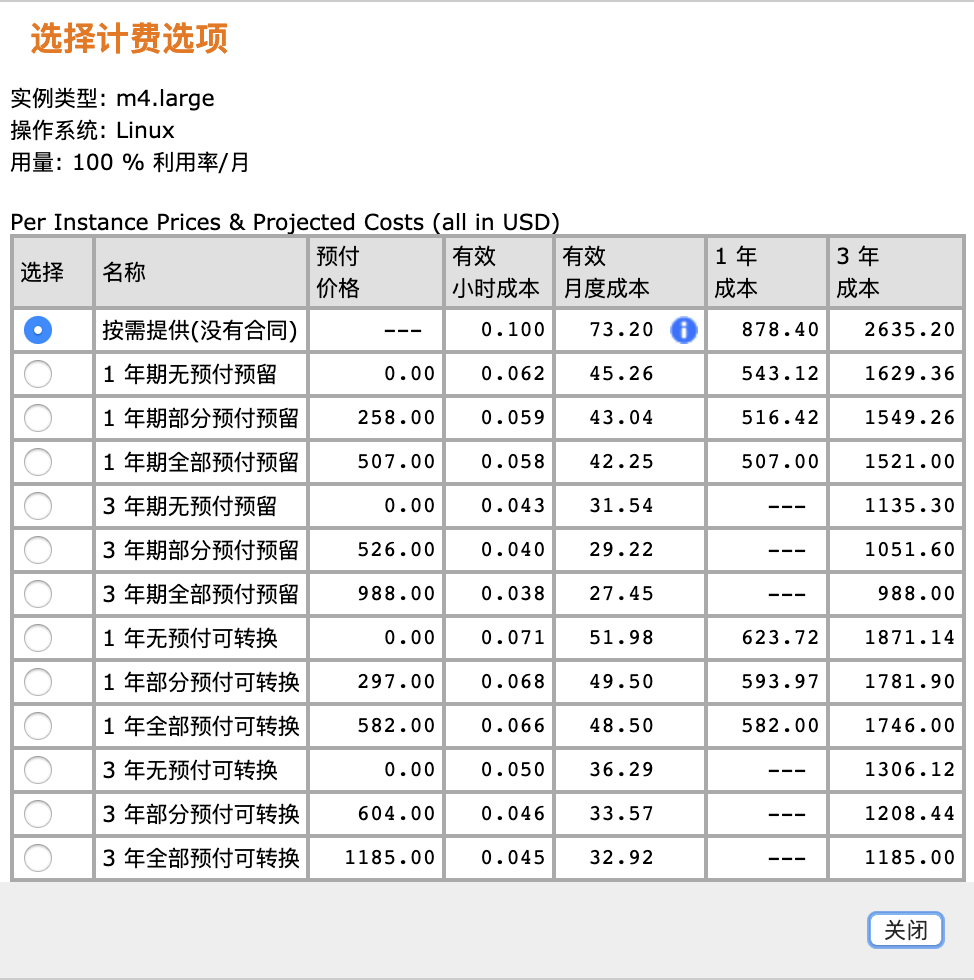 选择计费选项
实例类型: m4.large
操作系统: Linux
用量: 100 % 利用率/月
Per Instance Prices & Projected Costs (all in USD)
选择 名称 预付 价格 有效 小时成本 有效 月度成本 1 年 成本 3 年 成本
按需提供(没有合同) --- 0.100 73.20 878.40 2635.20
1 年期无预付预留 0.00 0.062 45.26 543.12 1629.36
1 年期部分预付预留 258.00 0.059 43.04 516.42 1549.26
1 年期全部预付预留 507.00 0.058 42.25 507.00 1521.00
3 年期无预付预留 0.00 0.043 31.54 --- 1135.30
3 年期部分预付预留 526.00 0.040 29.22 --- 1051.60
3 年期全部预付预留 988.00 0.038 27.45 --- 988.00
1 年无预付可转换 0.00 0.071 51.98 623.72 1871.14
1 年部分预付可转换 297.00 0.068 49.50 593.97 1781.90
1 年全部预付可转换 582.00 0.066 48.50 582.00 1746.00
3 年无预付可转换 0.00 0.050 36.29 --- 1306.12
3 年部分预付可转换 604.00 0.046 33.57 --- 1208.44
3 年全部预付可转换 1185.00 0.045 32.92 --- 1185.00
关闭